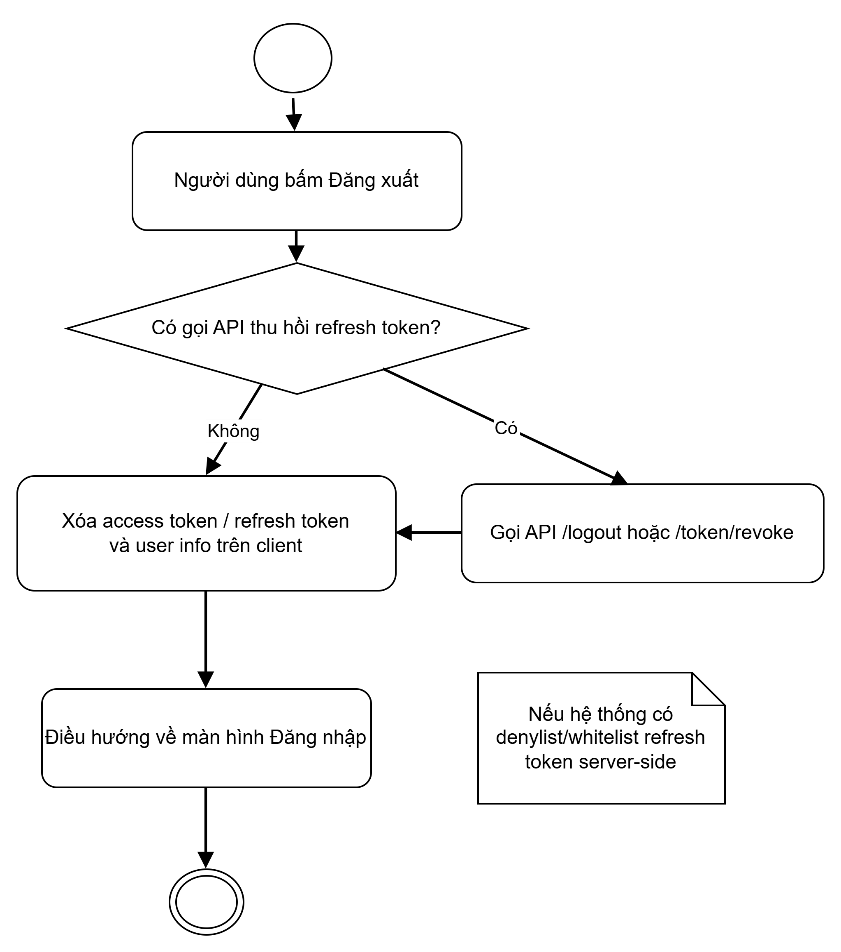 Người dùng bấm Đăng xuất
Có gọi API thu hồi refresh token?
Không
Có
Xóa access token / refresh token
và user info trên client
Gọi API /logout hoặc /token/revoke
Nếu hệ thống có
denylist/whitelist refresh
token server-side
Điều hướng về màn hình Đăng nhập